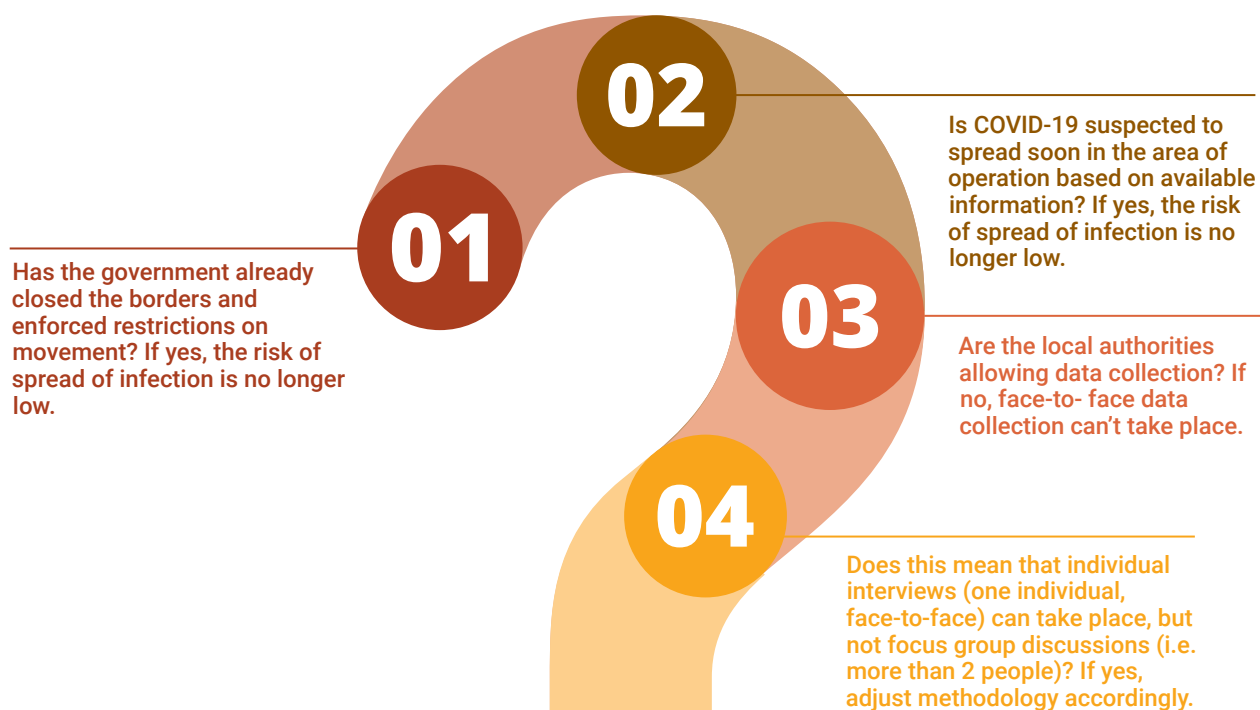 01
Has the government already
closed the borders and
enforced restrictions on
movement? If yes, the risk of
spread of infection is no longer
low.
02
Is COVID-19 suspected to
spread soon in the area of
operation based on available
information? If yes, the risk
of spread of infection is no
longer low.
03
Are the local authorities
allowing data collection? If
no, face-to- face data
collection can’t take place.
04
Does this mean that individual
interviews (one individual,
face-to-face) can take place, but
not focus group discussions (i.e.
more than 2 people)? If yes,
adjust methodology accordingly.